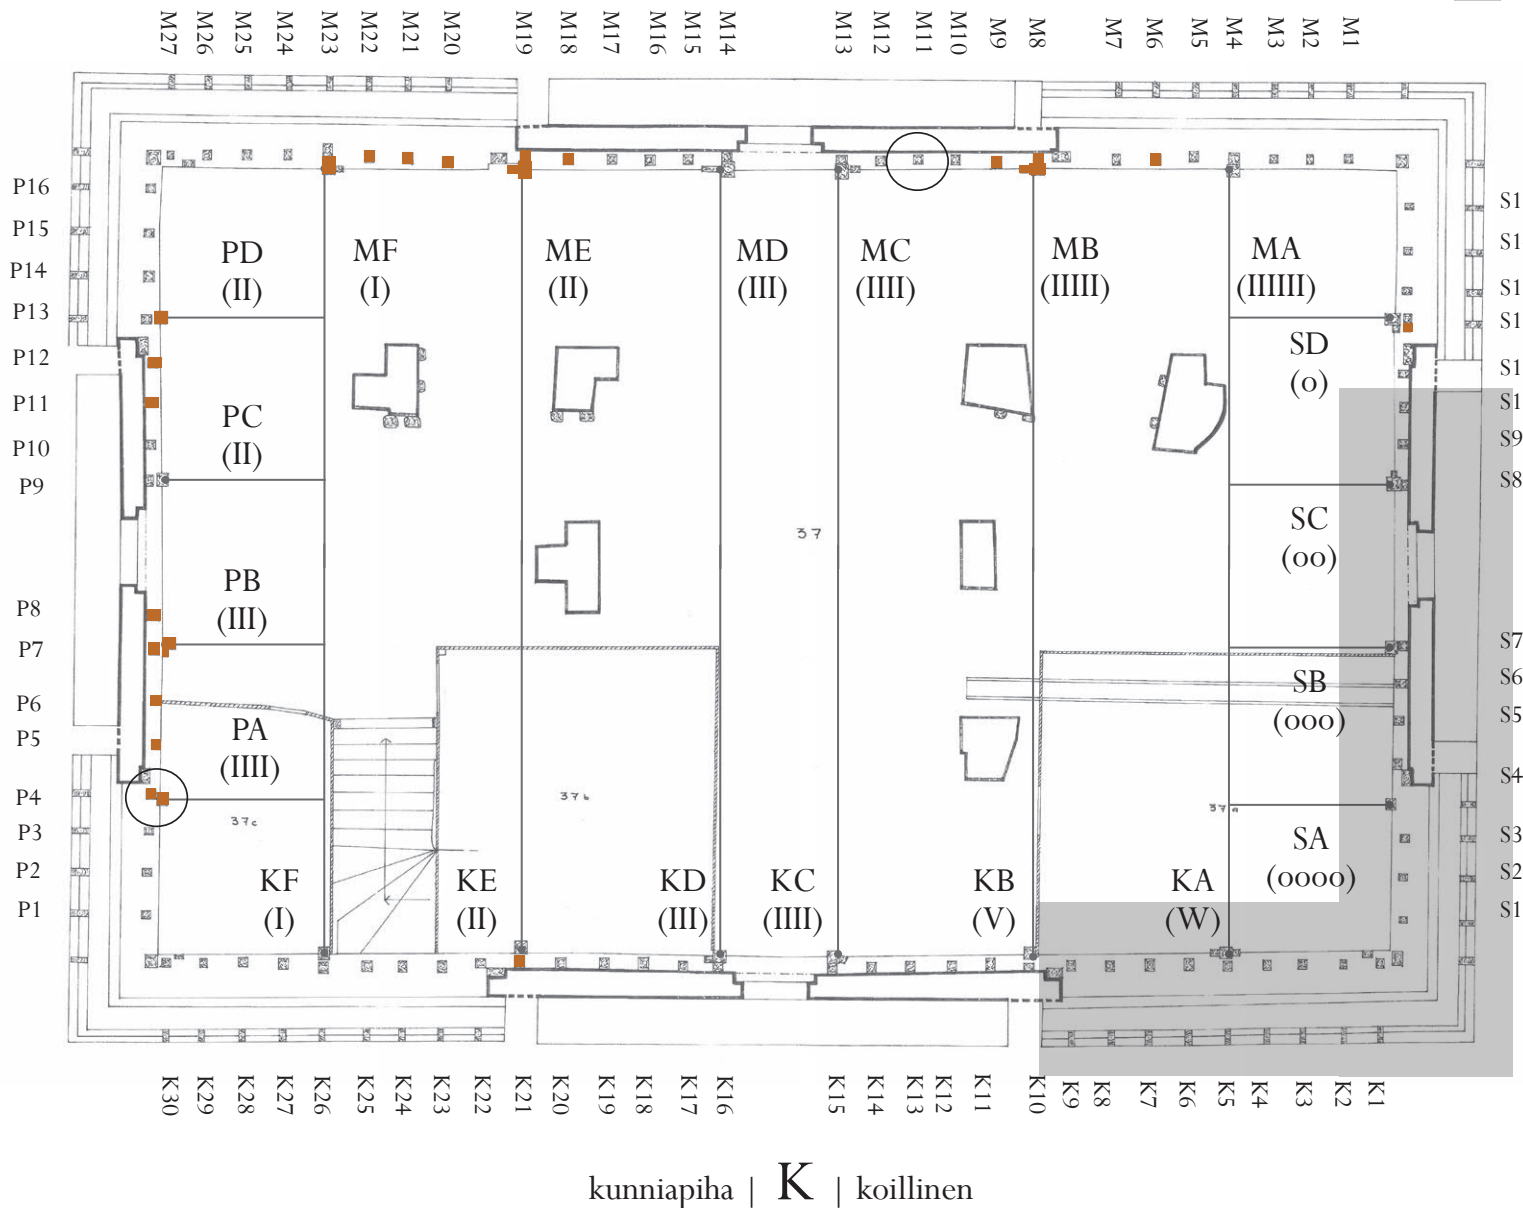 M27 M26 M25 M24 M23 M22 M21 M20 M19 M18 M17 M16 M15 M14 M13 M12 M11 M10 M9 M8 M7 M6 M5 M4 M3 M2 M1
P16
P15
P14
P13
P12
P11
P10
P9
P8
P7
P6
P5
P4
P3
P2
P1
PD
(II)
MF
(I)
ME
(II)
MD
(III)
MC
(IIII)
MB
(IIIII)
MA
(IIIIII)
SD
(o)
PC
(II)
SC
(oo)
37
PB
(III)
SB
(ooo)
PA
(IIII)
37c
37b
37a
SA
(oooo)
KF
(I)
KE
(II)
KD
(III)
KC
(IIII)
KB
(V)
KA
(W)
S1
S1
S1
S1
S1
S1
S9
S8
S7
S6
S5
S4
S3
S2
S1
K30 K29 K28 K27 K26 K25 K24 K23 K22 K21 K20 K19 K18 K17 K16 K15 K14 K13 K12 K11 K10 K9 K8 K7 K6 K5 K4 K3 K2 K1
kunniapiha | K | koillinen